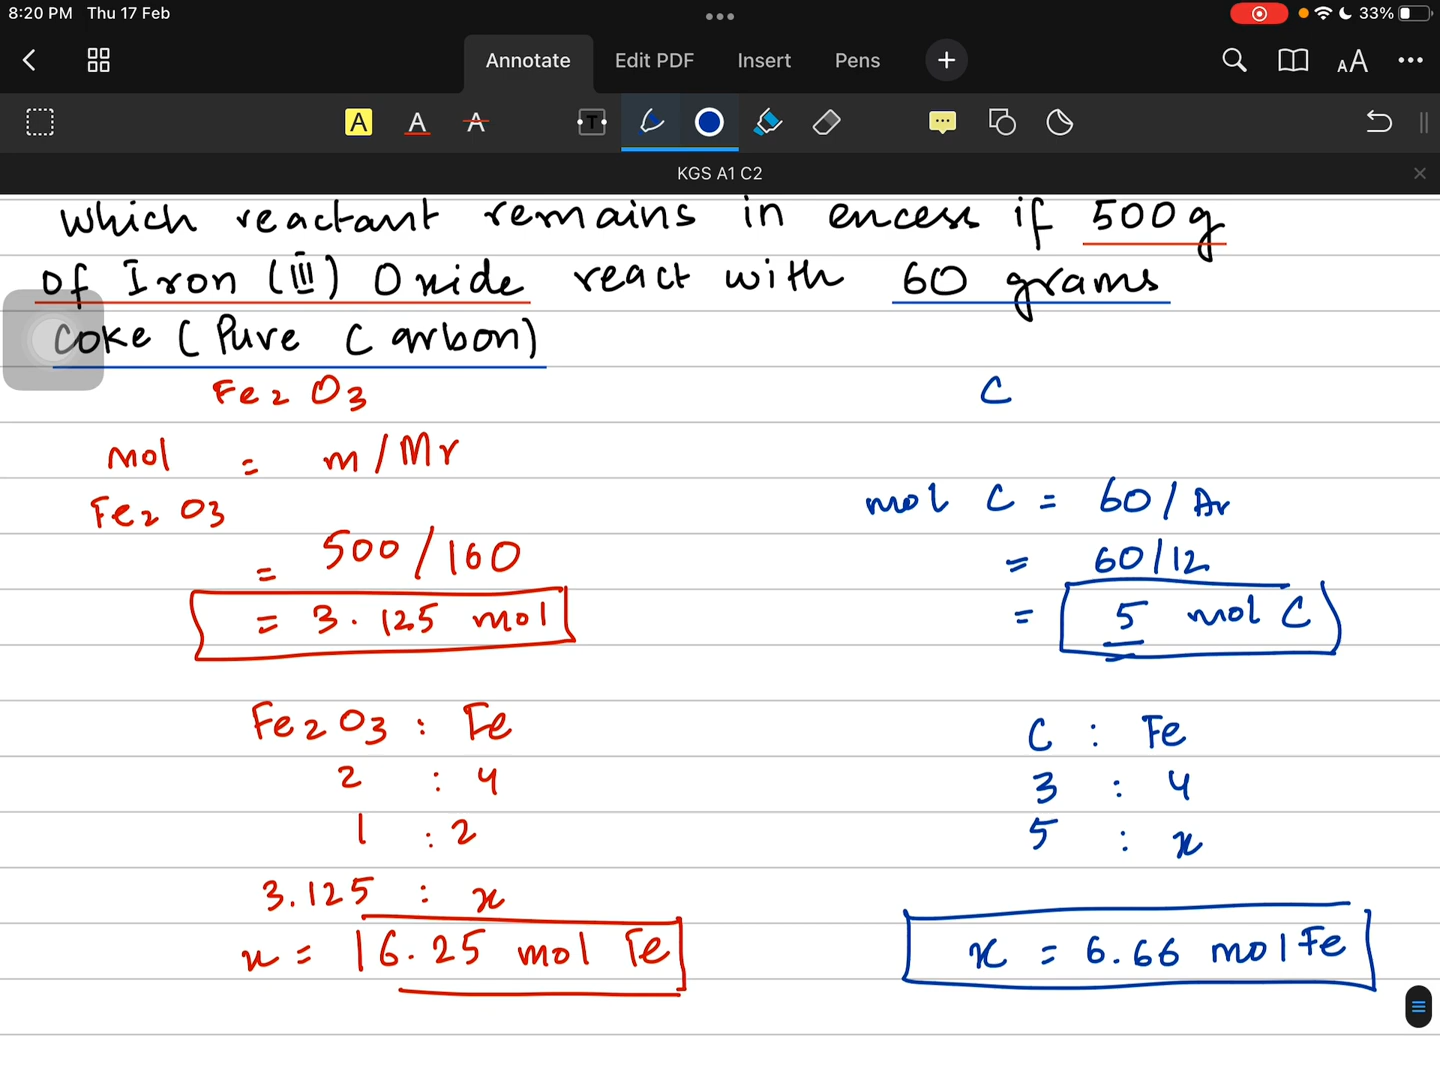 8:20 PM Thu 17 Feb
33%
Annotate Edit PDF Insert Pens
KGS A1 C2
which reactant remains in encess if 500g
of Iron (III) Oxide react with 60 grams
coke (Pure Carbon)
Fe2O3 C
mol = m/Mr
Fe2O3
mol C = 60/Ar
= 500/160
= 60/12
= 3.125 mol
= 5 mol C
Fe2O3 : Fe
C : Fe
2 : 4
3 : 4
1 : 2
5 : x
3.125 : x
x = 16.25 mol Fe
x = 6.66 mol Fe